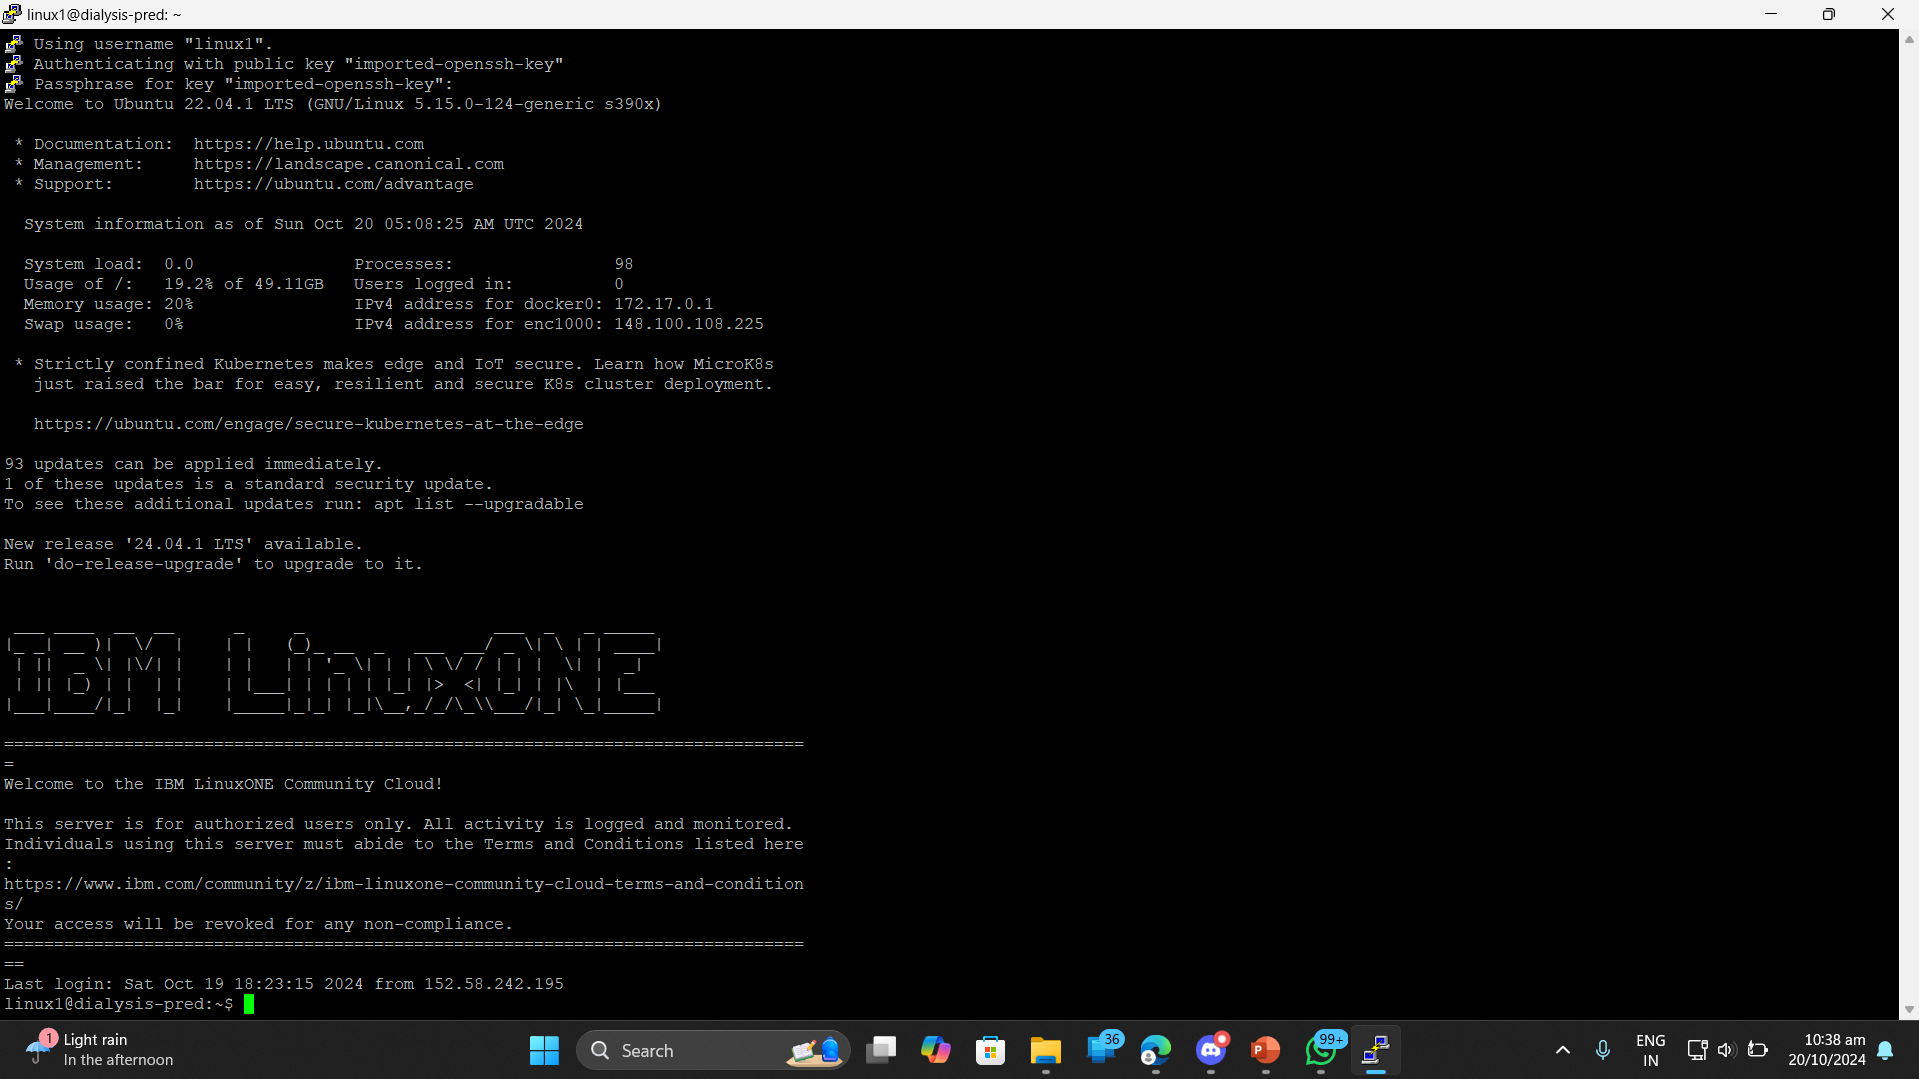 linux1@dialysis-pred: ~
Using username "linux1".
Authenticating with public key "imported-openssh-key"
Passphrase for key "imported-openssh-key":
Welcome to Ubuntu 22.04.1 LTS (GNU/Linux 5.15.0-124-generic s390x)
* Documentation:  https://help.ubuntu.com
* Management:     https://landscape.canonical.com
* Support:        https://ubuntu.com/advantage
System information as of Sun Oct 20 05:08:25 AM UTC 2024
System load:  0.0                Processes:                98
Usage of /:   19.2% of 49.11GB   Users logged in:          0
Memory usage: 20%                IPv4 address for docker0: 172.17.0.1
Swap usage:   0%                 IPv4 address for enc1000: 148.100.108.225
* Strictly confined Kubernetes makes edge and IoT secure. Learn how MicroK8s
just raised the bar for easy, resilient and secure K8s cluster deployment.
https://ubuntu.com/engage/secure-kubernetes-at-the-edge
93 updates can be applied immediately.
1 of these updates is a standard security update.
To see these additional updates run: apt list --upgradable
New release '24.04.1 LTS' available.
Run 'do-release-upgrade' to upgrade to it.
IBM LinuxONE
================================================================================
=
Welcome to the IBM LinuxONE Community Cloud!
This server is for authorized users only. All activity is logged and monitored.
Individuals using this server must abide to the Terms and Conditions listed here
:
https://www.ibm.com/community/z/ibm-linuxone-community-cloud-terms-and-condition
s/
Your access will be revoked for any non-compliance.
================================================================================
==
Last login: Sat Oct 19 18:23:15 2024 from 152.58.242.195
linux1@dialysis-pred:~$
1
Light rain
In the afternoon
Search
36
99+
ENG
IN
10:38 am
20/10/2024